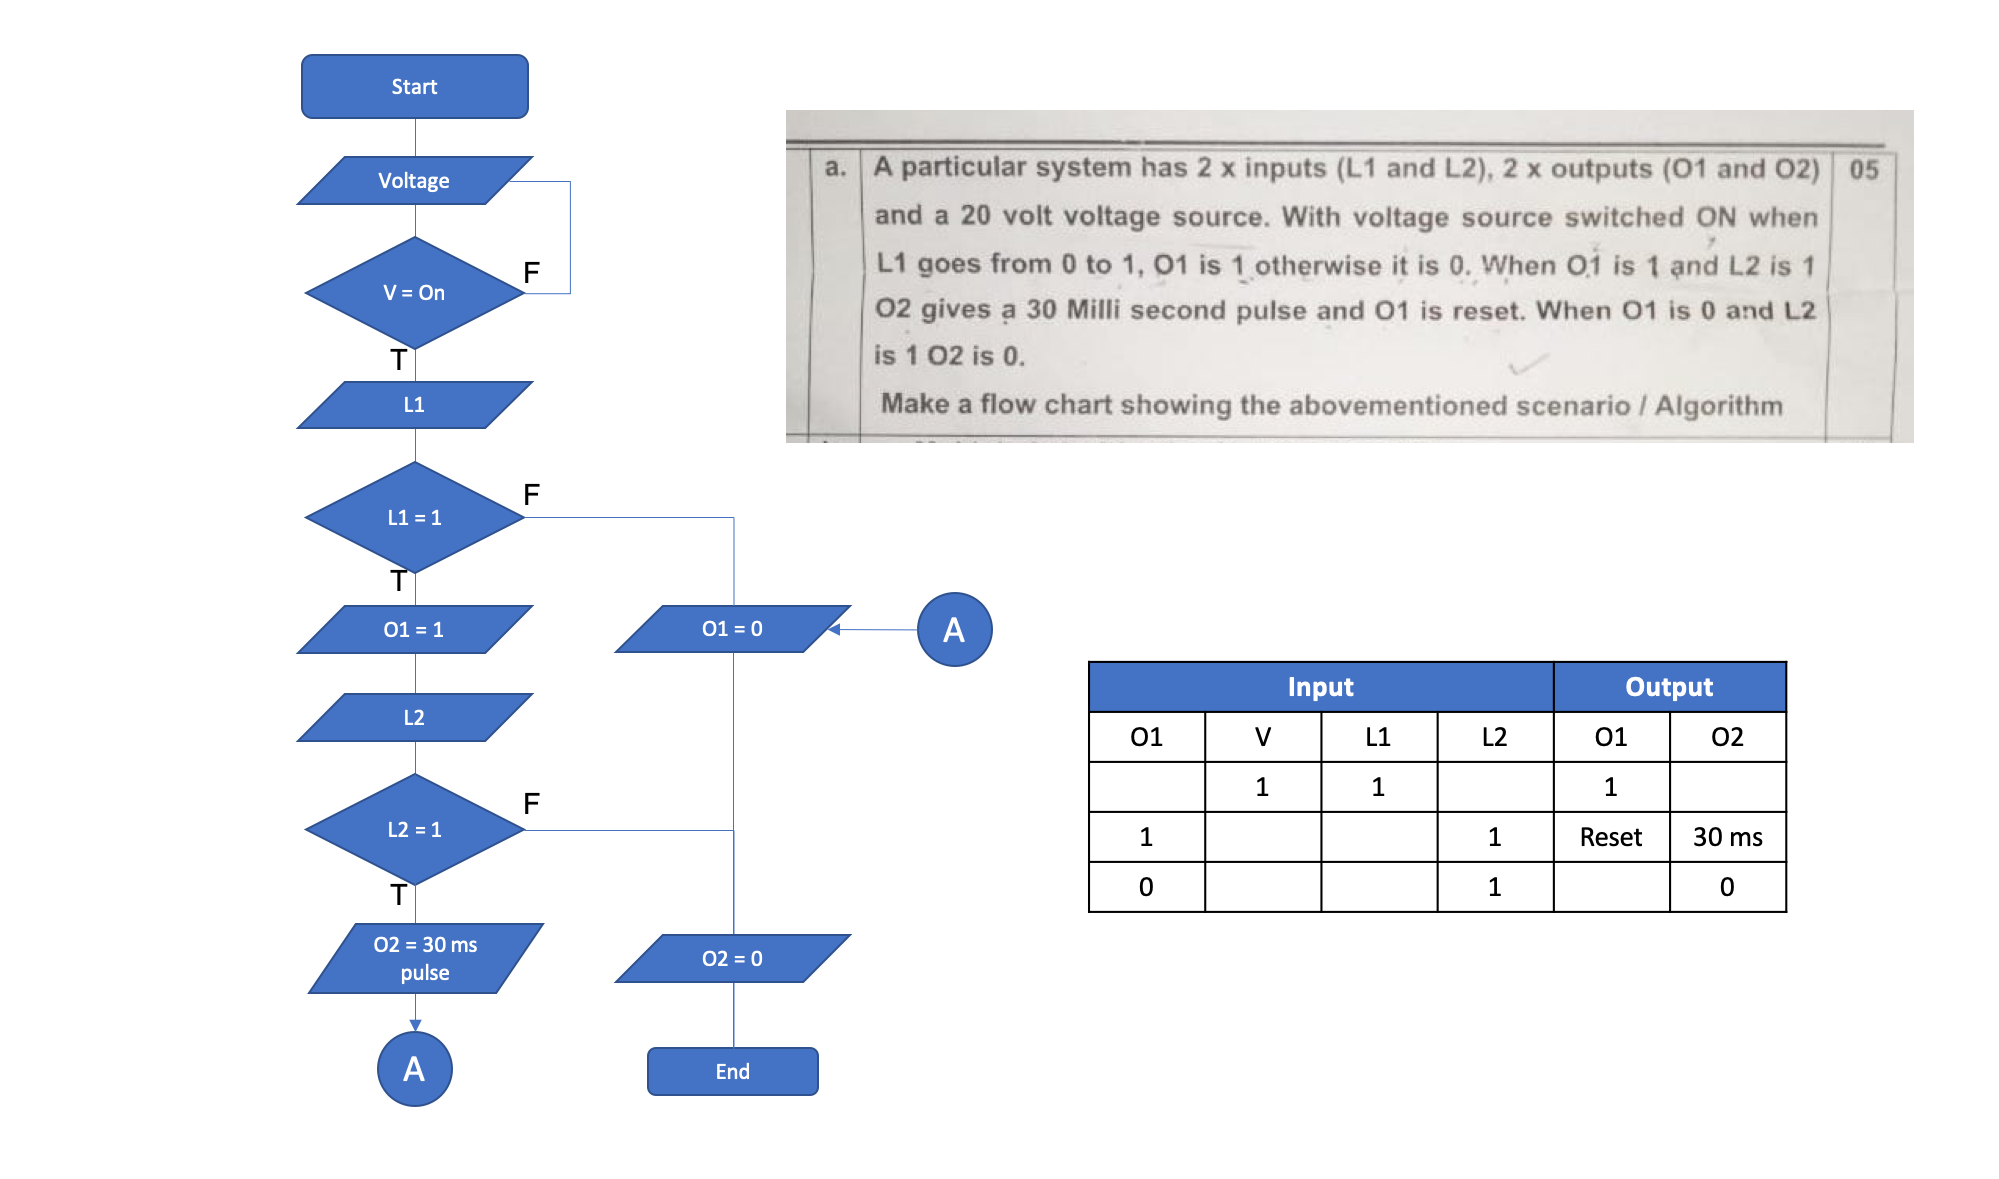 Start
Voltage
V = On
F
T
L1
L1 = 1
F
T
O1 = 1
O1 = 0
A
L2
L2 = 1
F
T
O2 = 30 ms
pulse
O2 = 0
A
End
a. A particular system has 2 x inputs (L1 and L2), 2 x outputs (O1 and O2) 05
and a 20 volt voltage source. With voltage source switched ON when
L1 goes from 0 to 1, O1 is 1 otherwise it is 0. When O1 is 1 and L2 is 1
O2 gives a 30 Milli second pulse and O1 is reset. When O1 is 0 and L2
is 1 O2 is 0.
Make a flow chart showing the abovementioned scenario / Algorithm
Input Output
O1 V L1 L2 O1 O2
1 1 1
1 1 Reset 30 ms
0 1 0